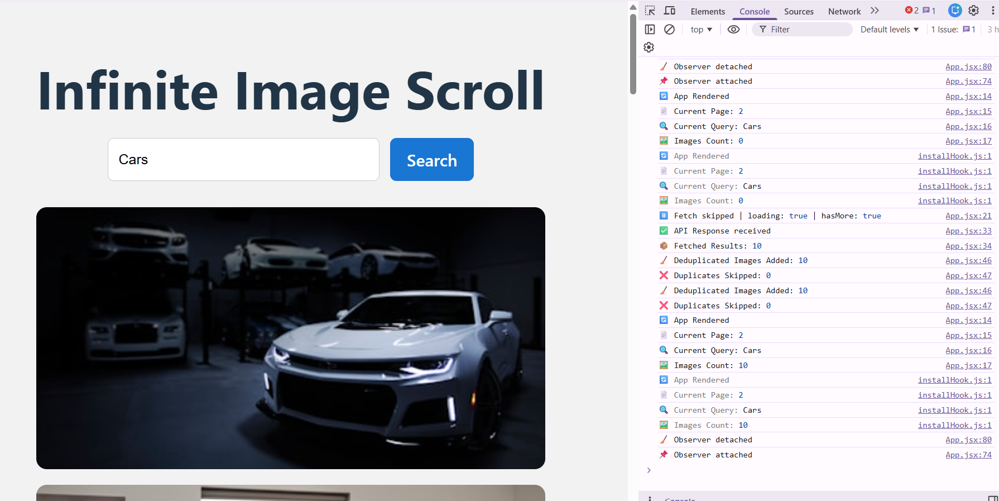 Infinite Image Scroll
Cars
Search
Elements Console Sources Network 2 1
top Filter Default levels 1 Issue: 1 3 h
Observer detached App.jsx:80
Observer attached App.jsx:74
App Rendered App.jsx:14
Current Page: 2 App.jsx:15
Current Query: Cars App.jsx:16
Images Count: 0 App.jsx:17
App Rendered installHook.js:1
Current Page: 2 installHook.js:1
Current Query: Cars installHook.js:1
Images Count: 0 installHook.js:1
Fetch skipped | loading: true | hasMore: true App.jsx:21
API Response received App.jsx:33
Fetched Results: 10 App.jsx:34
Deduplicated Images Added: 10 App.jsx:46
Duplicates Skipped: 0 App.jsx:47
Deduplicated Images Added: 10 App.jsx:46
Duplicates Skipped: 0 App.jsx:47
App Rendered App.jsx:14
Current Page: 2 App.jsx:15
Current Query: Cars App.jsx:16
Images Count: 10 App.jsx:17
App Rendered installHook.js:1
Current Page: 2 installHook.js:1
Current Query: Cars installHook.js:1
Images Count: 10 installHook.js:1
Observer detached App.jsx:80
Observer attached App.jsx:74
Console